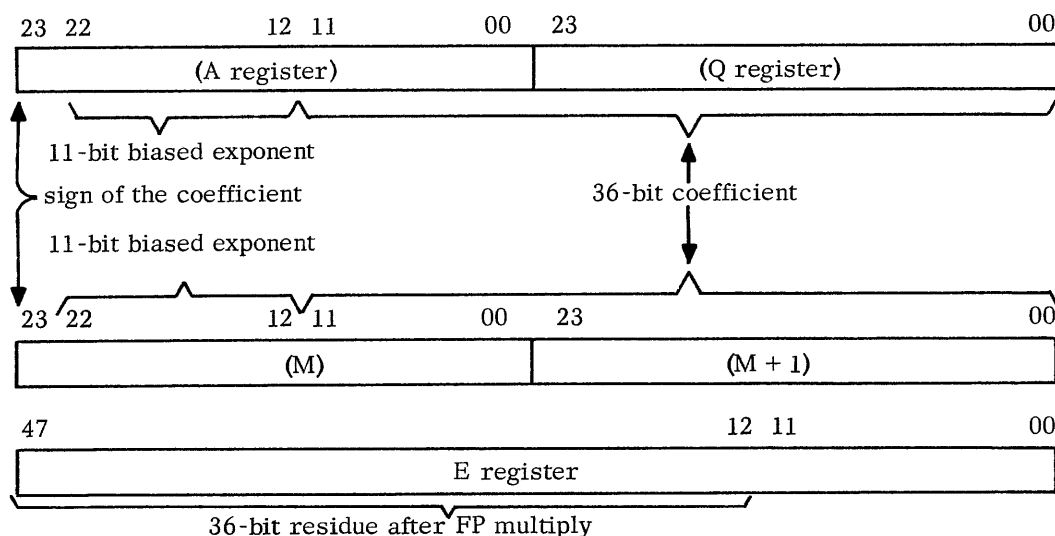 23 22 12 11 00 23 00
(A register) (Q register)
11-bit biased exponent
sign of the coefficient 36-bit coefficient
11-bit biased exponent
23 22 12 11 00 23 00
(M) (M + 1)
47 12 11 00
E register
36-bit residue after FP multiply